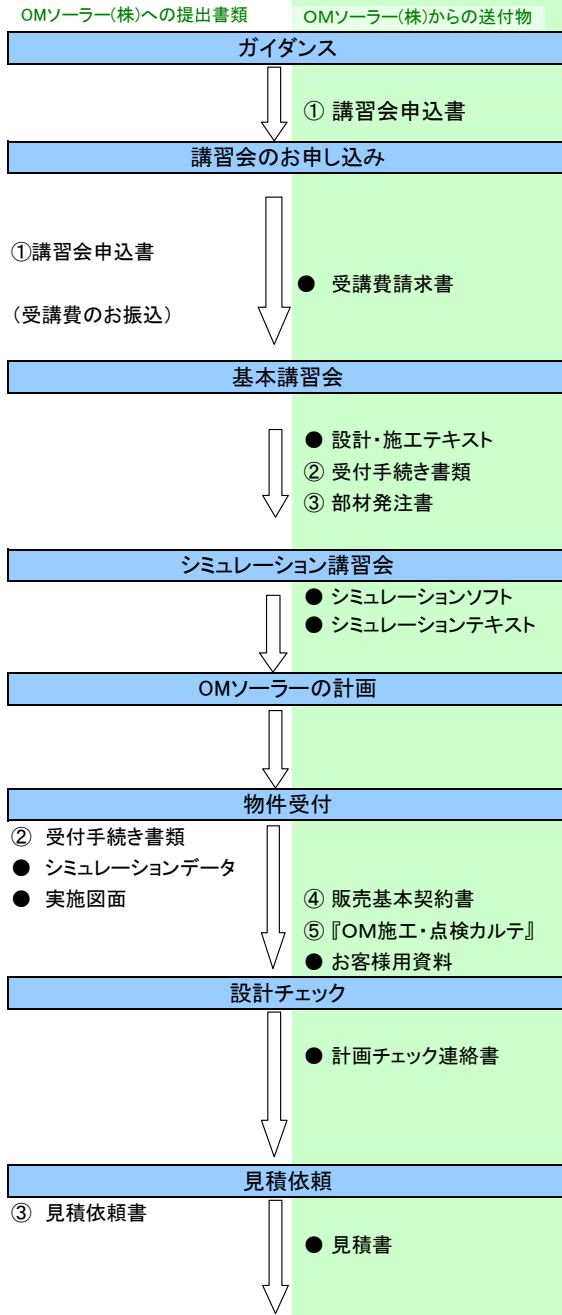 OMソーラー(株)への提出書類
OMソーラー(株)からの送付物
ガイダンス
① 講習会申込書
講習会のお申し込み
①講習会申込書
● 受講費請求書
(受講費のお振込)
基本講習会
● 設計・施工テキスト
② 受付手続き書類
③ 部材発注書
シミュレーション講習会
● シミュレーションソフト
● シミュレーションテキスト
OMソーラーの計画
物件受付
② 受付手続き書類
● シミュレーションデータ
● 実施図面
④ 販売基本契約書
⑤『OM施工・点検カルテ』
● お客様用資料
設計チェック
● 計画チェック連絡書
見積依頼
③ 見積依頼書
● 見積書